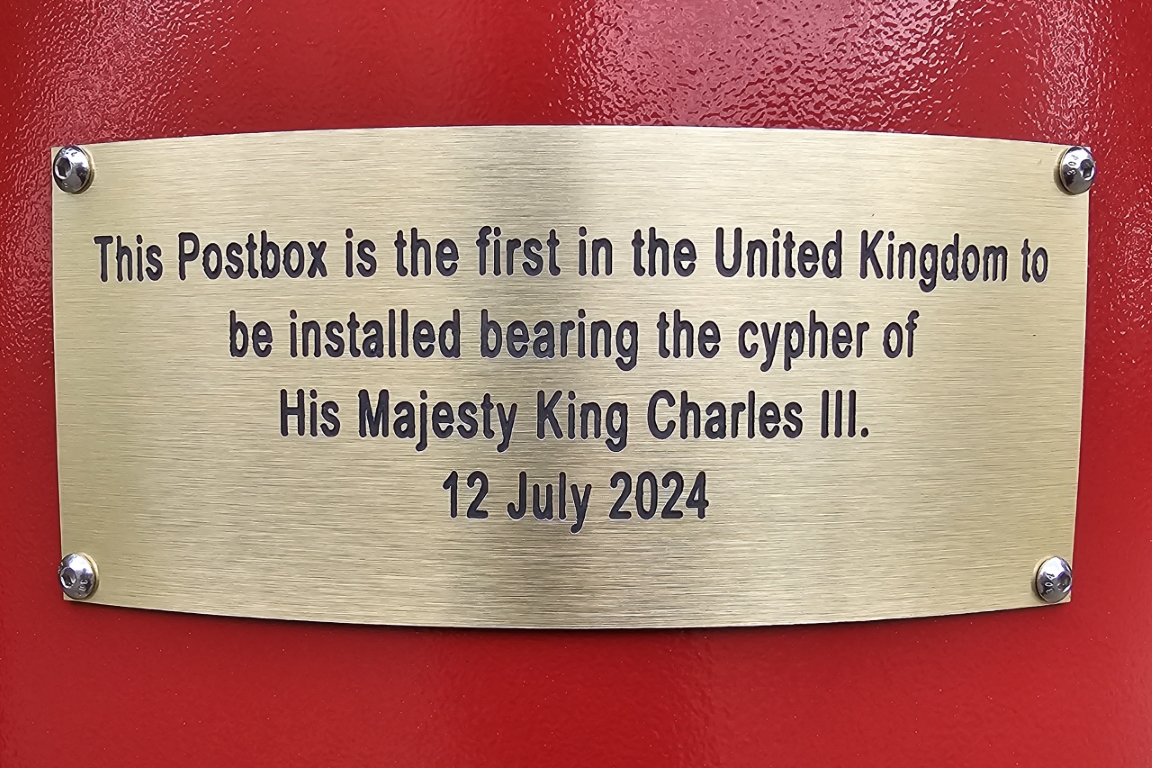 This Postbox is the first in the United Kingdom to
be installed bearing the cypher of
His Majesty King Charles III.
12 July 2024